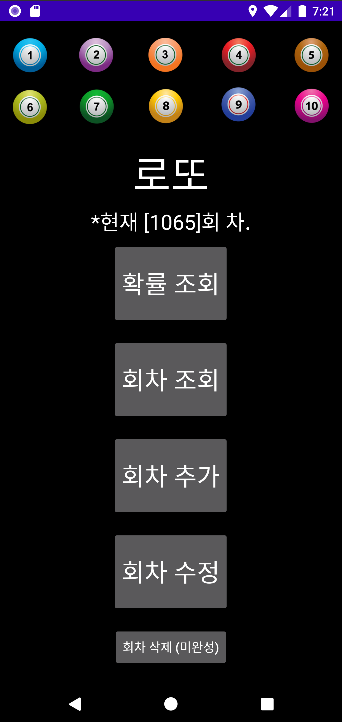 7:21
1 2 3 4 5
6 7 8 9 10
로또
*현재 [1065]회 차.
확률 조회
회차 조회
회차 추가
회차 수정
회차 삭제 (미완성)